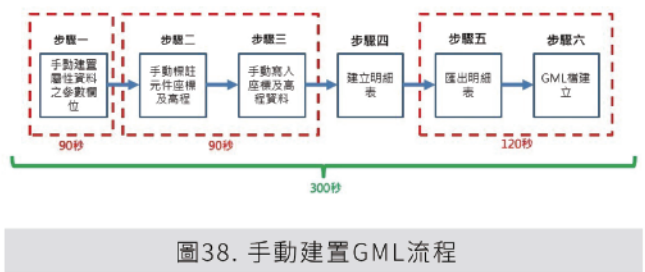 步驟一
手動建置
屬性資料
之參數欄
位
步驟二
手動標註
元件座標
及高程
步驟三
手動寫入
座標及高
程資料
步驟四
建立明細
表
步驟五
匯出明細
表
步驟六
GML檔建
立
90秒
90秒
120秒
300秒
圖38. 手動建置GML流程